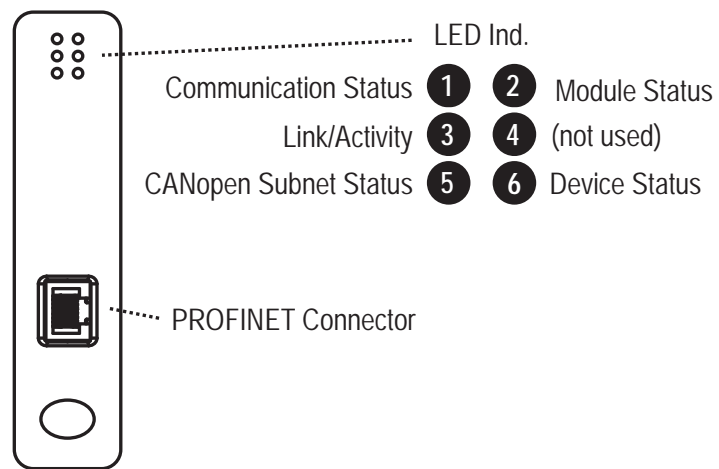 LED Ind.
Communication Status 1 2 Module Status
Link/Activity 3 4 (not used)
CANopen Subnet Status 5 6 Device Status
PROFINET Connector